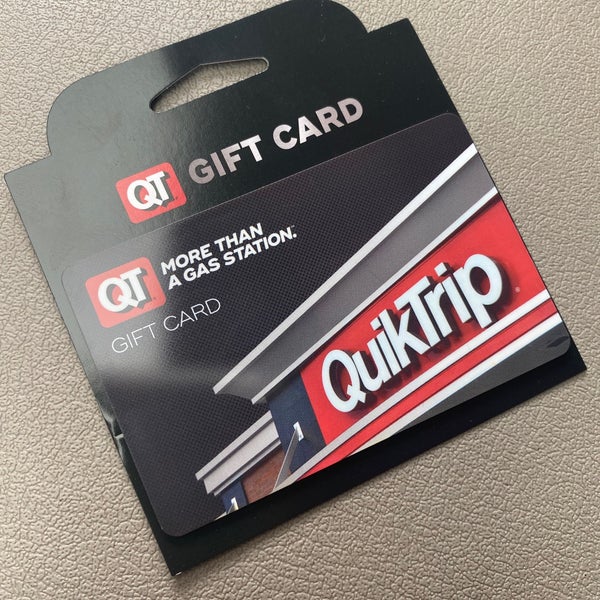 QT GIFT CARD
QT MORE THAN
A GAS STATION.
GIFT CARD
QuikTrip®